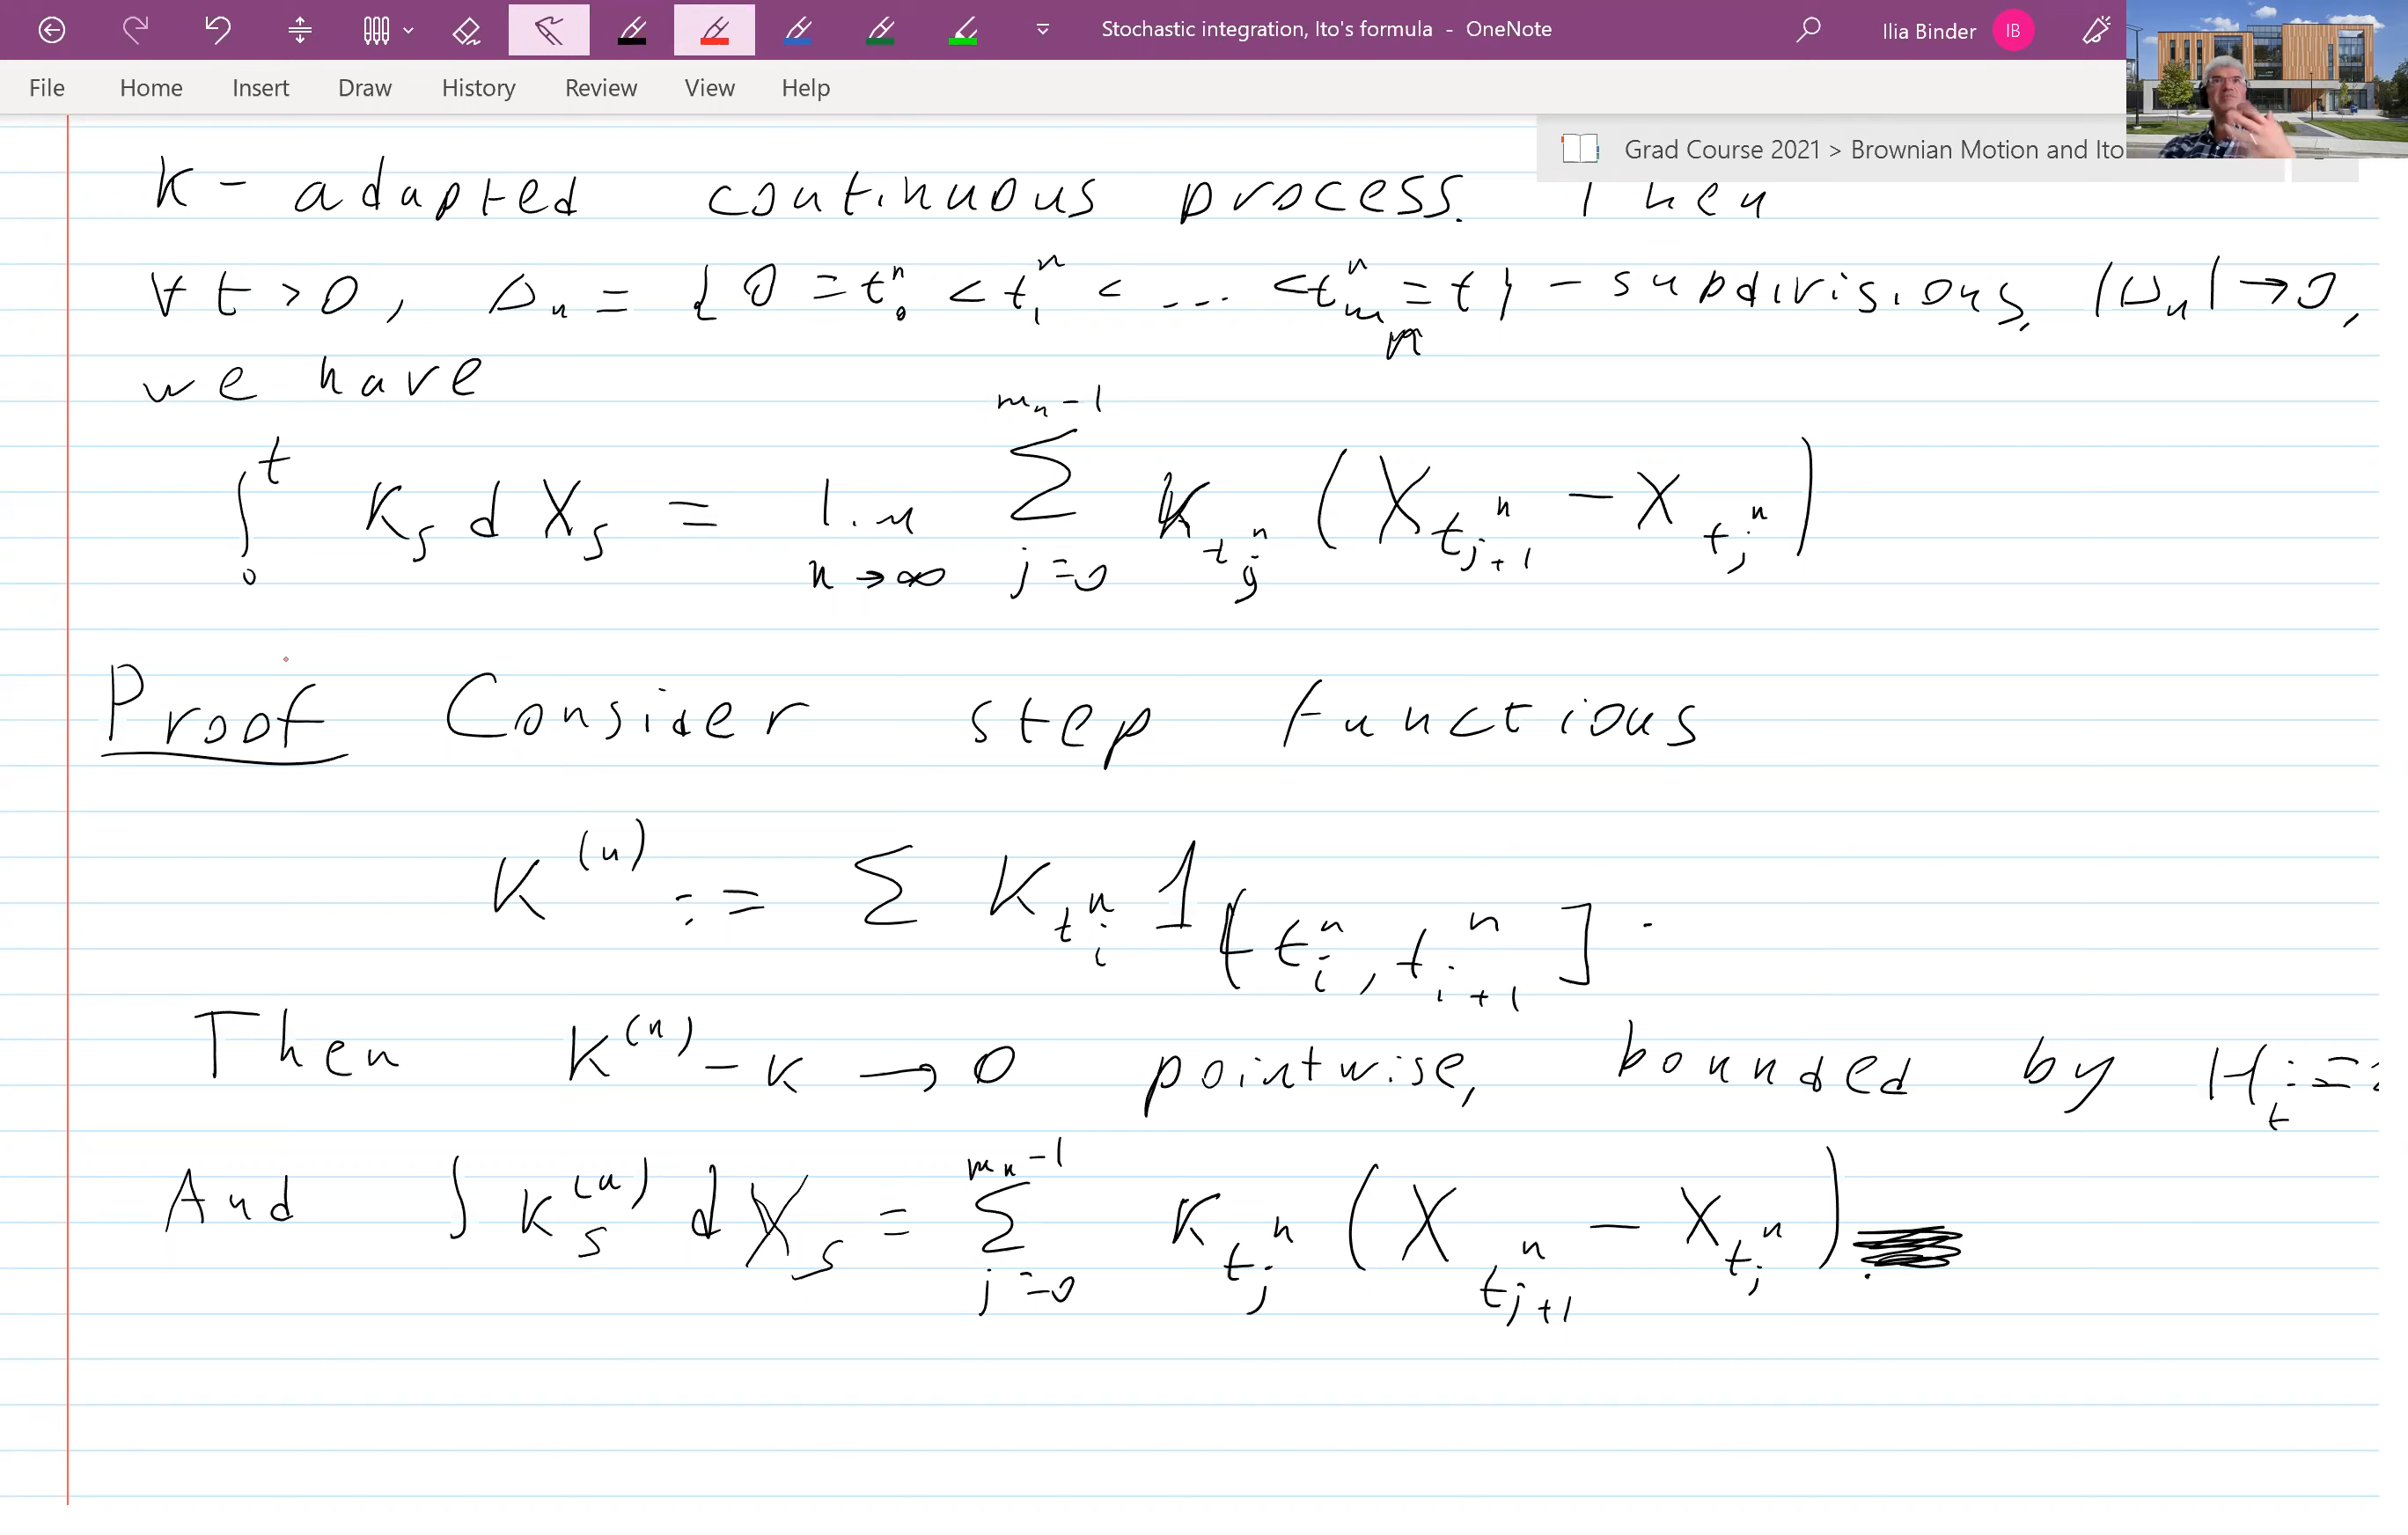 Stochastic integration, Ito's formula - OneNote
Ilia Binder
IB
File Home Insert Draw History Review View Help
Grad Course 2021 > Brownian Motion and Ito
K - adapted continuous process. Then
∀ t > 0, Δ_n = {0 = t_0^n < t_1^n < ... < t_{m_n}^n = t} - subdivisions, |Δ_n| → 0,
we have
∫_0^t K_s dX_s = lim_{n→∞} Σ_{j=0}^{m_n-1} K_{t_j^n} (X_{t_{j+1}^n} - X_{t_j^n})
Proof Consider step functions
K^{(n)} := Σ K_{t_i^n} 1_{(t_i^n, t_{i+1}^n]}.
Then K^{(n)} - K → 0 pointwise, bounded by H_t :=
And ∫ K_s^{(n)} dX_s = Σ_{j=0}^{m_n-1} K_{t_j^n} (X_{t_{j+1}^n} - X_{t_j^n}).